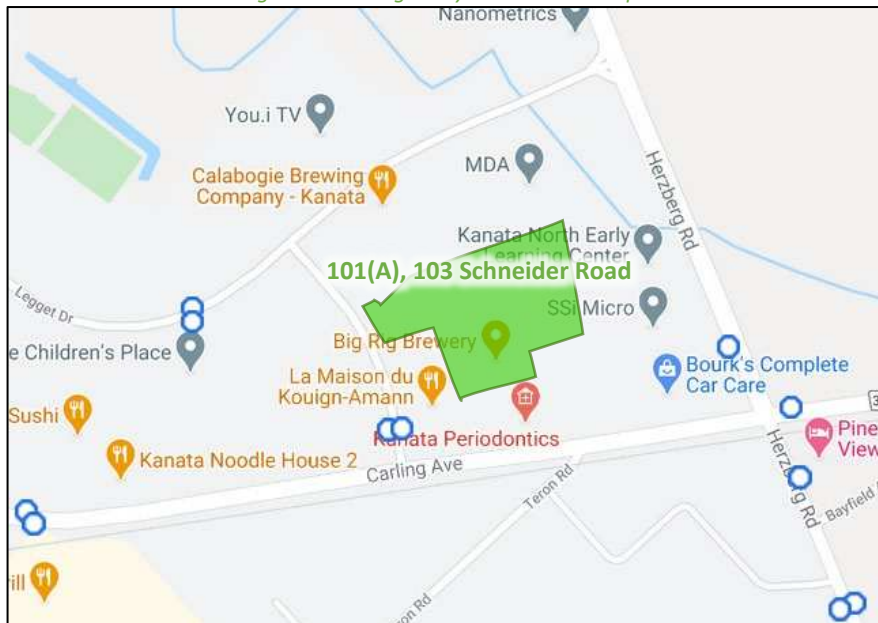 Nanometrics
You.i TV
Calabogie Brewing
Company - Kanata
MDA
Herzberg Rd
Kanata North Early
Learning Center
101(A), 103 Schneider Road
Legget Dr
SSi Micro
e Children's Place
Big Rig Brewery
La Maison du
Kouign-Amann
Bourk's Complete
Car Care
Sushi
Kanata Periodontics
Pine
View
Kanata Noodle House 2
Carling Ave
Teron Rd
Herzberg Rd
Bayfield
ill
Teron Rd